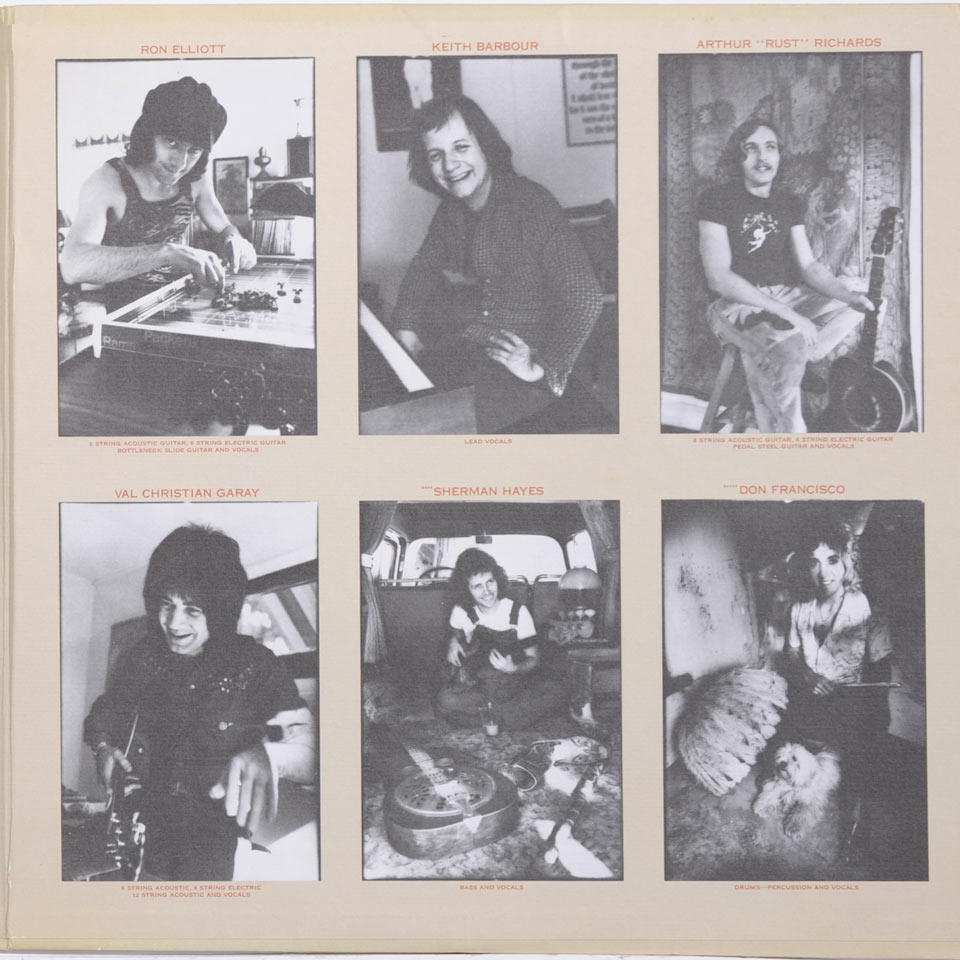 RON ELLIOTT
KEITH BARBOUR
ARTHUR "RUST" RICHARDS
6 STRING ACOUSTIC GUITAR, 6 STRING ELECTRIC GUITAR
BOTTLENECK SLIDE GUITAR AND VOCALS
LEAD VOCALS
6 STRING ACOUSTIC GUITAR, 6 STRING ELECTRIC GUITAR
PEDAL STEEL GUITAR AND VOCALS
VAL CHRISTIAN GARAY
****SHERMAN HAYES
*****DON FRANCISCO
6 STRING ACOUSTIC, 6 STRING ELECTRIC
12 STRING ACOUSTIC AND VOCALS
BASS AND VOCALS
DRUMS—PERCUSSION AND VOCALS